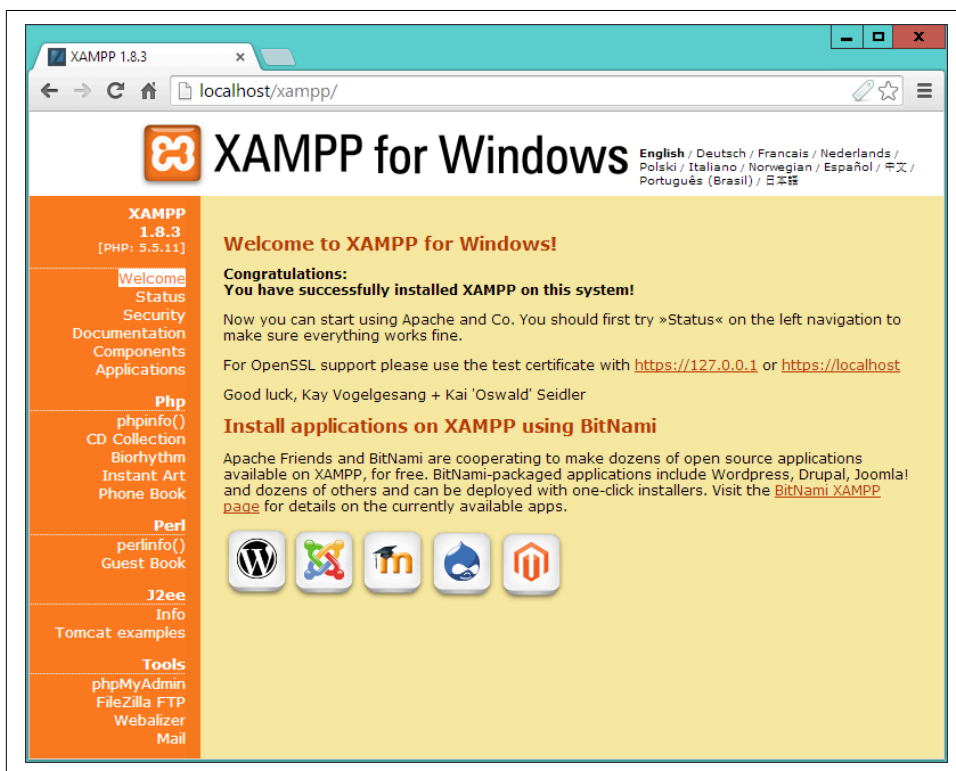 XAMPP 1.8.3
localhost/xampp/
XAMPP for Windows
English / Deutsch / Francais / Nederlands /
Polski / Italiano / Norwegian / Español / 中文 /
Português (Brasil) / 日本語
XAMPP
1.8.3
[PHP: 5.5.11]
Welcome
Status
Security
Documentation
Components
Applications
Php
phpinfo()
CD Collection
Biorhythm
Instant Art
Phone Book
Perl
perlinfo()
Guest Book
J2ee
Info
Tomcat examples
Tools
phpMyAdmin
FileZilla FTP
Webalizer
Mail
Welcome to XAMPP for Windows!
Congratulations:
You have successfully installed XAMPP on this system!
Now you can start using Apache and Co. You should first try »Status« on the left navigation to
make sure everything works fine.
For OpenSSL support please use the test certificate with https://127.0.0.1 or https://localhost
Good luck, Kay Vogelgesang + Kai 'Oswald' Seidler
Install applications on XAMPP using BitNami
Apache Friends and BitNami are cooperating to make dozens of open source applications
available on XAMPP, for free. BitNami-packaged applications include Wordpress, Drupal, Joomla!
and dozens of others and can be deployed with one-click installers. Visit the BitNami XAMPP
page for details on the currently available apps.